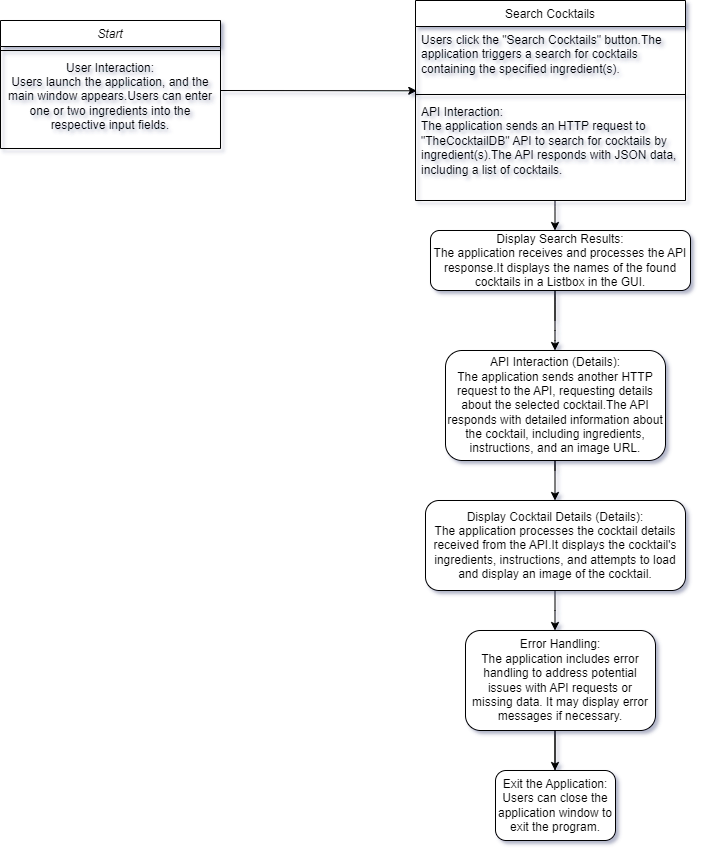 Start
User Interaction:
Users launch the application, and the
main window appears.Users can enter
one or two ingredients into the
respective input fields.
Search Cocktails
Users click the "Search Cocktails" button.The
application triggers a search for cocktails
containing the specified ingredient(s).
API Interaction:
The application sends an HTTP request to
"TheCocktailDB" API to search for cocktails by
ingredient(s).The API responds with JSON data,
including a list of cocktails.
Display Search Results:
The application receives and processes the API
response.It displays the names of the found
cocktails in a Listbox in the GUI.
API Interaction (Details):
The application sends another HTTP
request to the API, requesting details
about the selected cocktail.The API
responds with detailed information about
the cocktail, including ingredients,
instructions, and an image URL.
Display Cocktail Details (Details):
The application processes the cocktail details
received from the API.It displays the cocktail's
ingredients, instructions, and attempts to load
and display an image of the cocktail.
Error Handling:
The application includes error
handling to address potential
issues with API requests or
missing data. It may display error
messages if necessary.
Exit the Application:
Users can close the
application window to
exit the program.